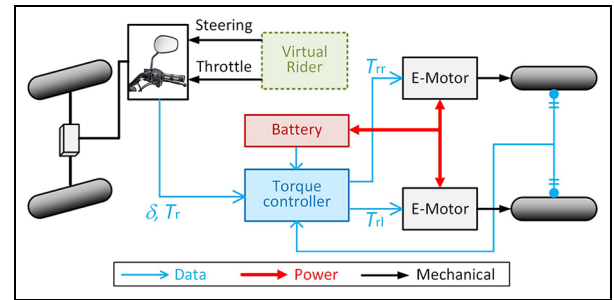 Steering
Throttle
Virtual
Rider
Trr
E-Motor
Battery
Torque
controller
δ, Tr
Trl
E-Motor
Data
Power
Mechanical